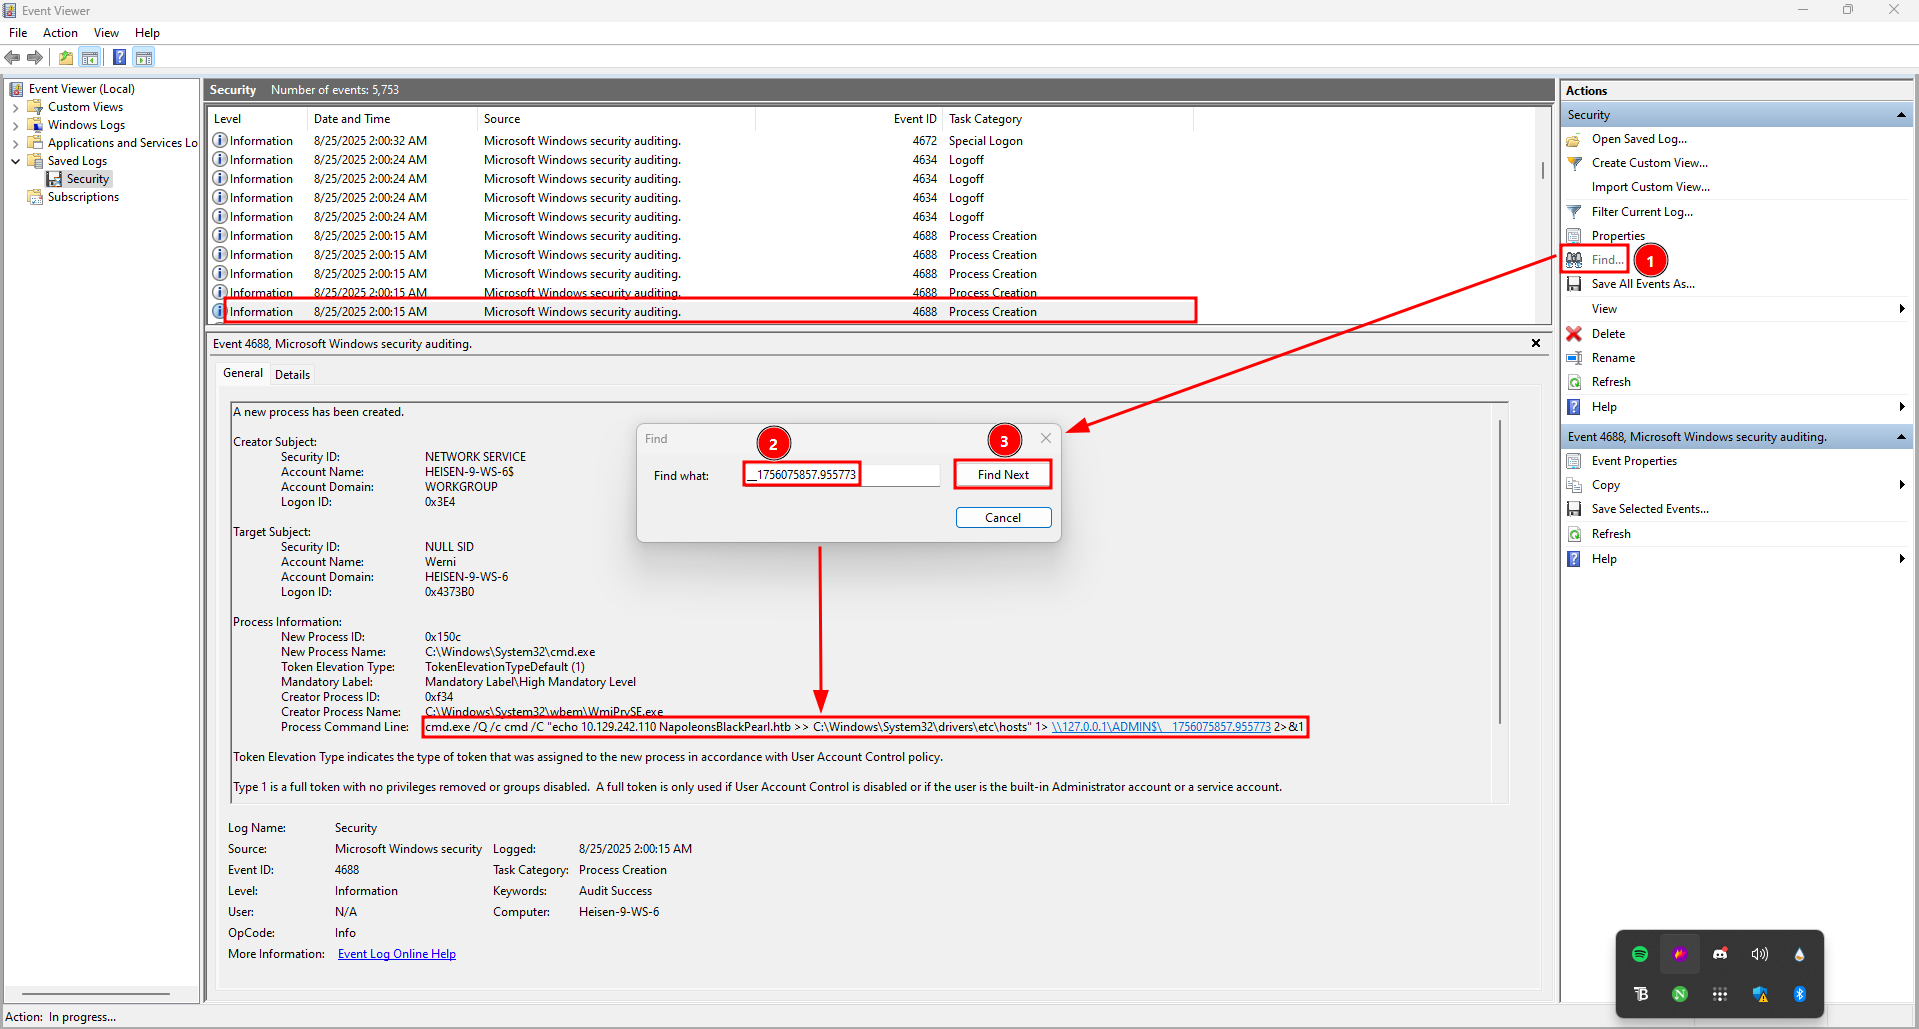 Event Viewer
File Action View Help
Event Viewer (Local)
Custom Views
Windows Logs
Applications and Services Lo
Saved Logs
Security
Subscriptions
Security Number of events: 5,753
Level Date and Time Source Event ID Task Category
Information 8/25/2025 2:00:32 AM Microsoft Windows security auditing. 4672 Special Logon
Information 8/25/2025 2:00:24 AM Microsoft Windows security auditing. 4634 Logoff
Information 8/25/2025 2:00:24 AM Microsoft Windows security auditing. 4634 Logoff
Information 8/25/2025 2:00:24 AM Microsoft Windows security auditing. 4634 Logoff
Information 8/25/2025 2:00:24 AM Microsoft Windows security auditing. 4634 Logoff
Information 8/25/2025 2:00:15 AM Microsoft Windows security auditing. 4688 Process Creation
Information 8/25/2025 2:00:15 AM Microsoft Windows security auditing. 4688 Process Creation
Information 8/25/2025 2:00:15 AM Microsoft Windows security auditing. 4688 Process Creation
Information 8/25/2025 2:00:15 AM Microsoft Windows security auditing. 4688 Process Creation
Information 8/25/2025 2:00:15 AM Microsoft Windows security auditing. 4688 Process Creation
Event 4688, Microsoft Windows security auditing.
General Details
A new process has been created.
Creator Subject:
Security ID: NETWORK SERVICE
Account Name: HEISEN-9-WS-6$
Account Domain: WORKGROUP
Logon ID: 0x3E4
Target Subject:
Security ID: NULL SID
Account Name: Werni
Account Domain: HEISEN-9-WS-6
Logon ID: 0x4373B0
Process Information:
New Process ID: 0x150c
New Process Name: C:\Windows\System32\cmd.exe
Token Elevation Type: TokenElevationTypeDefault (1)
Mandatory Label: Mandatory Label\High Mandatory Level
Creator Process ID: 0xf34
Creator Process Name: C:\Windows\System32\wbem\WmiPrvSE.exe
Process Command Line: cmd.exe /Q /c cmd /C "echo 10.129.242.110 NapoleonsBlackPearl.htb >> C:\Windows\System32\drivers\etc\hosts" 1> \\127.0.0.1\ADMIN$\__1756075857.955773 2>&1
Token Elevation Type indicates the type of token that was assigned to the new process in accordance with User Account Control policy.
Type 1 is a full token with no privileges removed or groups disabled. A full token is only used if User Account Control is disabled or if the user is the built-in Administrator account or a service account.
Log Name: Security
Source: Microsoft Windows security Logged: 8/25/2025 2:00:15 AM
Event ID: 4688 Task Category: Process Creation
Level: Information Keywords: Audit Success
User: N/A Computer: Heisen-9-WS-6
OpCode: Info
More Information: Event Log Online Help
Find
2
3
Find what: __1756075857.955773 Find Next
Cancel
Actions
Security
Open Saved Log...
Create Custom View...
Import Custom View...
Filter Current Log...
Properties
Find... 1
Save All Events As...
View
Delete
Rename
Refresh
Help
Event 4688, Microsoft Windows security auditing.
Event Properties
Copy
Save Selected Events...
Refresh
Help
Action: In progress...